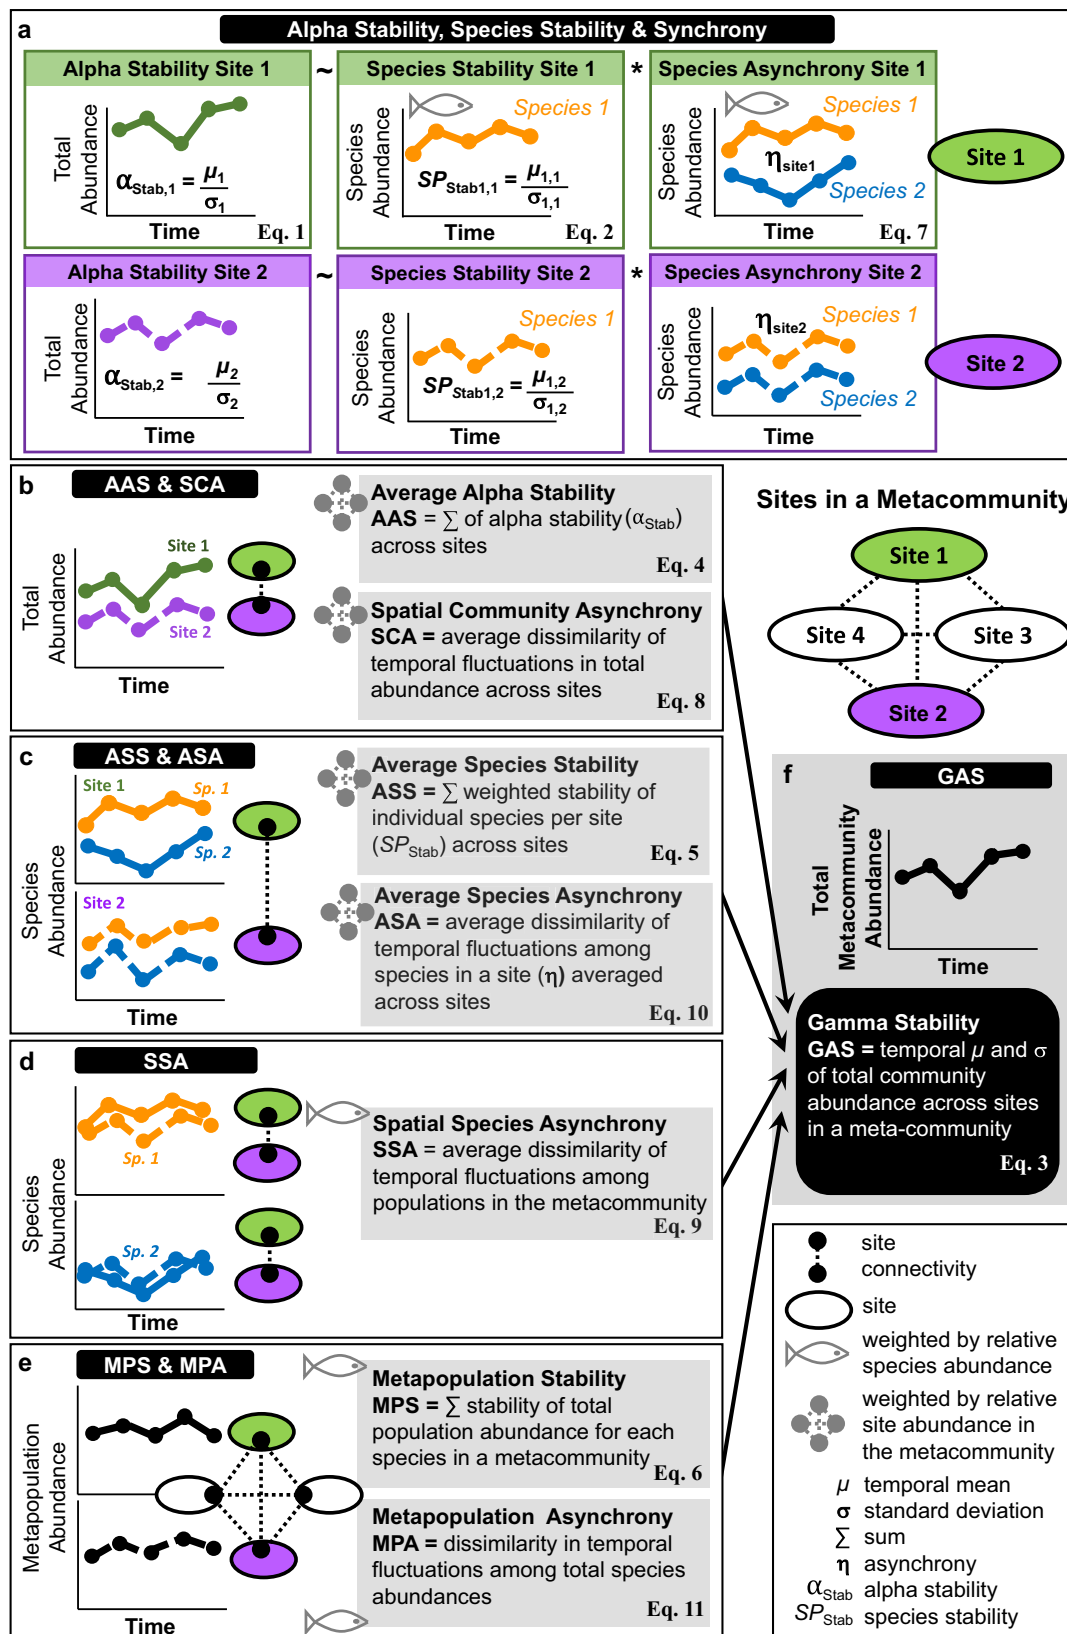 a
Alpha Stability, Species Stability & Synchrony
Alpha Stability Site 1
~
Species Stability Site 1
*
Species Asynchrony Site 1
Total Abundance
α Stab,1 = μ1 / σ1
Time
Eq. 1
Species Abundance
Species 1
SP Stab1,1 = μ1,1 / σ1,1
Time
Eq. 2
Species Abundance
Species 1
η site1
Species 2
Time
Eq. 7
Site 1
Alpha Stability Site 2
~
Species Stability Site 2
*
Species Asynchrony Site 2
Total Abundance
α Stab,2 = μ2 / σ2
Time
Species Abundance
Species 1
SP Stab1,2 = μ1,2 / σ1,2
Time
Species Abundance
Species 1
η site2
Species 2
Time
Site 2
b
AAS & SCA
Total Abundance
Site 1
Site 2
Time
Average Alpha Stability
AAS = ∑ of alpha stability (α Stab)
across sites
Eq. 4
Spatial Community Asynchrony
SCA = average dissimilarity of
temporal fluctuations in total
abundance across sites
Eq. 8
Sites in a Metacommunity
Site 1
Site 4
Site 3
Site 2
c
ASS & ASA
Species Abundance
Site 1
Sp. 1
Sp. 2
Site 2
Time
Average Species Stability
ASS = ∑ weighted stability of
individual species per site
(SP Stab) across sites
Eq. 5
Average Species Asynchrony
ASA = average dissimilarity of
temporal fluctuations among
species in a site (η) averaged
across sites
Eq. 10
d
SSA
Species Abundance
Sp. 1
Sp. 2
Time
Spatial Species Asynchrony
SSA = average dissimilarity of
temporal fluctuations among
populations in the metacommunity
Eq. 9
e
MPS & MPA
Metapopulation Abundance
Time
Metapopulation Stability
MPS = ∑ stability of total
population abundance for each
species in a metacommunity
Eq. 6
Metapopulation Asynchrony
MPA = dissimilarity in temporal
fluctuations among total species
abundances
Eq. 11
f
GAS
Total Metacommunity Abundance
Time
Gamma Stability
GAS = temporal μ and σ
of total community
abundance across sites
in a meta-community
Eq. 3
site
connectivity
site
weighted by relative
species abundance
weighted by relative
site abundance in
the metacommunity
μ temporal mean
σ standard deviation
∑ sum
η asynchrony
α Stab alpha stability
SP Stab species stability